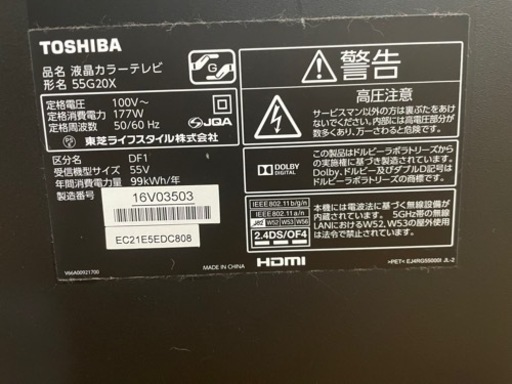 TOSHIBA
品名 液晶カラーテレビ
形名 55G20X
定格電圧 100V～
定格消費電力 177W
定格周波数 50/60 Hz
JQA
東芝ライフスタイル株式会社
区分名 DF1
受信機型サイズ 55V
年間消費電力量 99kWh/年
製造番号
16V03503
EC21E5EDC808
V66A00921700
MADE IN CHINA
警告
高圧注意
サービスマン以外の方は裏ぶたをあけ
ないでください。内部には高電圧部分が
数多くあり、万一さわると危険です。
DOLBY
DIGITAL
この製品はドルビーラボラトリーズの
実施権に基づき製造されています。
Dolby、ドルビー及びダブルD記号は
ドルビーラボラトリーズの商標です。
IEEE802.11b/g/n
IEEE802.11a/n
J52 W52 W53 W56
2.4DS/OF4
本機には電波法に基づく無線設備が
内蔵されています。 5GHz帯の無線
LANにおけるW52、W53の屋外使用
は法令で禁止されています。
HDMI
>PET< EJ4RG55000I JL-2